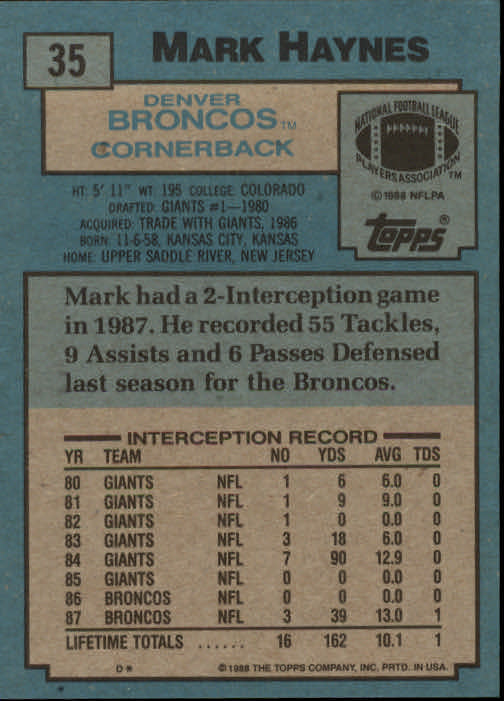 35
MARK HAYNES
DENVER
BRONCOS TM
CORNERBACK
NATIONAL FOOTBALL LEAGUE
PLAYERS ASSOCIATION TM
© 1988 NFLPA
TOPPS®
HT: 5' 11" WT: 195 COLLEGE: COLORADO
DRAFTED: GIANTS #1—1980
ACQUIRED: TRADE WITH GIANTS, 1986
BORN: 11-6-58, KANSAS CITY, KANSAS
HOME: UPPER SADDLE RIVER, NEW JERSEY
Mark had a 2-Interception game
in 1987. He recorded 55 Tackles,
9 Assists and 6 Passes Defensed
last season for the Broncos.
INTERCEPTION RECORD
YR TEAM NO YDS AVG TDS
80 GIANTS NFL 1 6 6.0 0
81 GIANTS NFL 1 9 9.0 0
82 GIANTS NFL 1 0 0.0 0
83 GIANTS NFL 3 18 6.0 0
84 GIANTS NFL 7 90 12.9 0
85 GIANTS NFL 0 0 0.0 0
86 BRONCOS NFL 0 0 0.0 0
87 BRONCOS NFL 3 39 13.0 1
LIFETIME TOTALS ...... 16 162 10.1 1
D* © 1988 THE TOPPS COMPANY, INC. PRTD. IN USA.